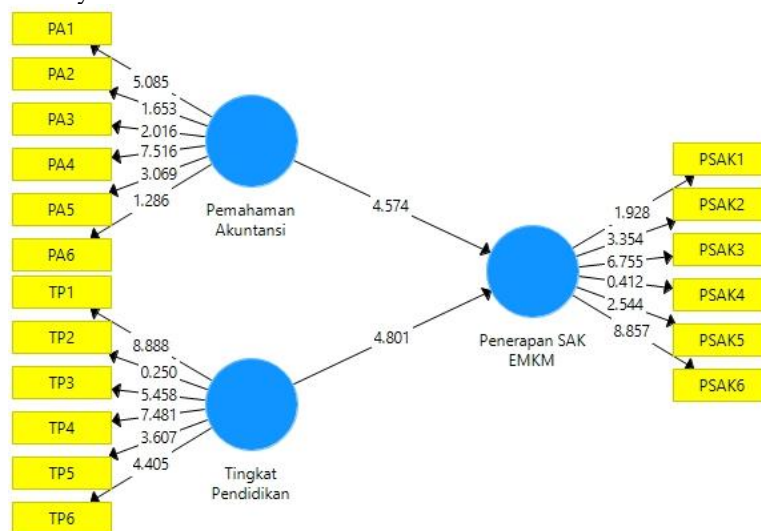 PA1
PA2
PA3
PA4
PA5
PA6
5.085
1.653
2.016
7.516
3.069
1.286
Pemahaman
Akuntansi
TP1
TP2
TP3
TP4
TP5
TP6
8.888
0.250
5.458
7.481
3.607
4.405
Tingkat
Pendidikan
4.574
4.801
Penerapan SAK
EMKM
1.928
3.354
6.755
0.412
2.544
8.857
PSAK1
PSAK2
PSAK3
PSAK4
PSAK5
PSAK6